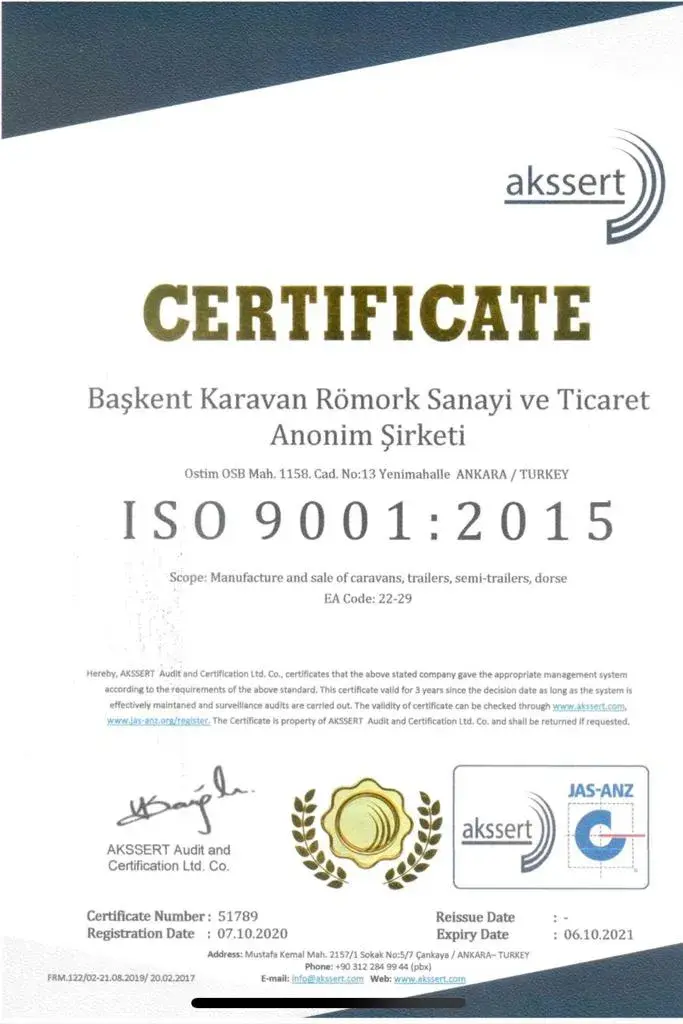 akssert
CERTIFICATE
Başkent Karavan Römork Sanayi ve Ticaret
Anonim Şirketi
Ostim OSB Mah. 1158. Cad. No:13 Yenimahalle ANKARA / TURKEY
ISO 9001:2015
Scope: Manufacture and sale of caravans, trailers, semi-trailers, dorse
EA Code: 22-29
Hereby, AKSSERT Audit and Certification Ltd. Co., certificates that the above stated company gave the appropriate management system
according to the requirements of the above standard. This certificate valid for 3 years since the decision date as long as the system is
effectively maintaned and surveillance audits are carried out. The validity of certificate can be checked through www.akssert.com,
www.jas-anz.org/register. The Certificate is property of AKSSERT Audit and Certification Ltd. Co. and shall be returned if requested.
AKSSERT Audit and
Certification Ltd. Co.
akssert
JAS-ANZ
Certificate Number : 51789
Registration Date : 07.10.2020
Reissue Date : -
Expiry Date : 06.10.2021
Address: Mustafa Kemal Mah. 2157/1 Sokak No:5/7 Çankaya / ANKARA– TURKEY
Phone: +90 312 284 99 44 (pbx)
E-mail: info@akssert.com Web: www.akssert.com
FRM.122/02-21.08.2019/ 20.02.2017